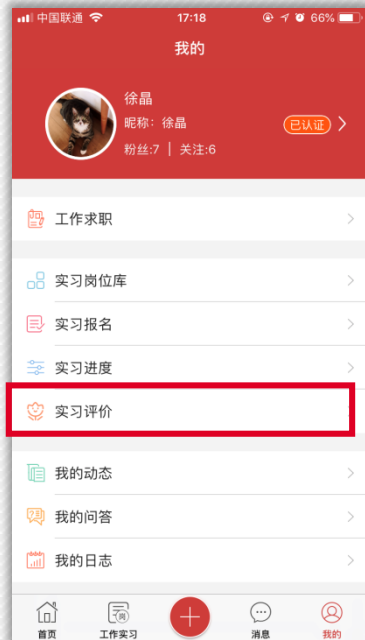 中国联通 17:18 66%
我的
徐晶
昵称：徐晶
已认证
粉丝:7 | 关注:6
工作求职
实习岗位库
实习报名
实习进度
实习评价
我的动态
我的问答
我的日志
首页 工作实习 消息 我的